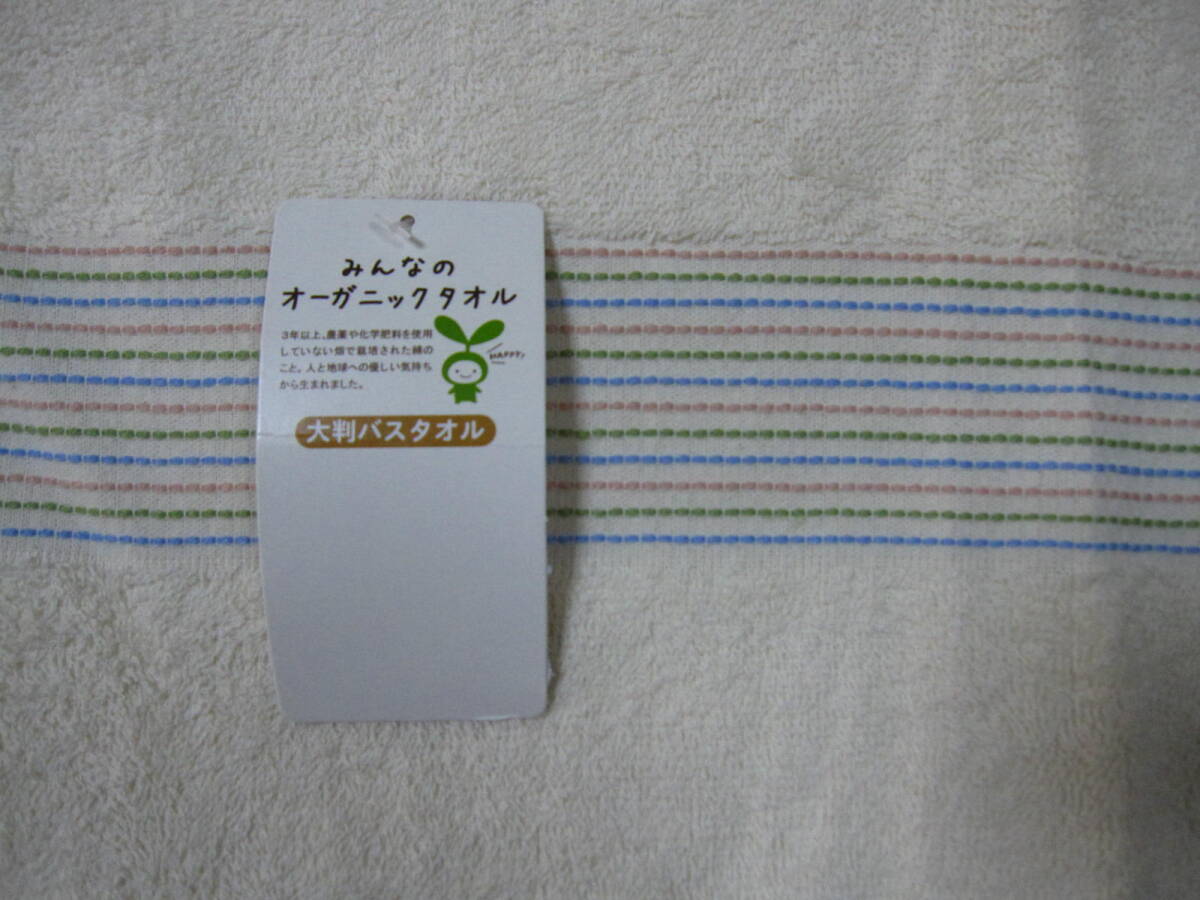 みんなの
オーガニックタオル
3年以上、農薬や化学肥料を使用
していない畑で栽培された綿の
こと。人と地球への優しい気持ち
から生まれました。
HAPPY!
大判バスタオル